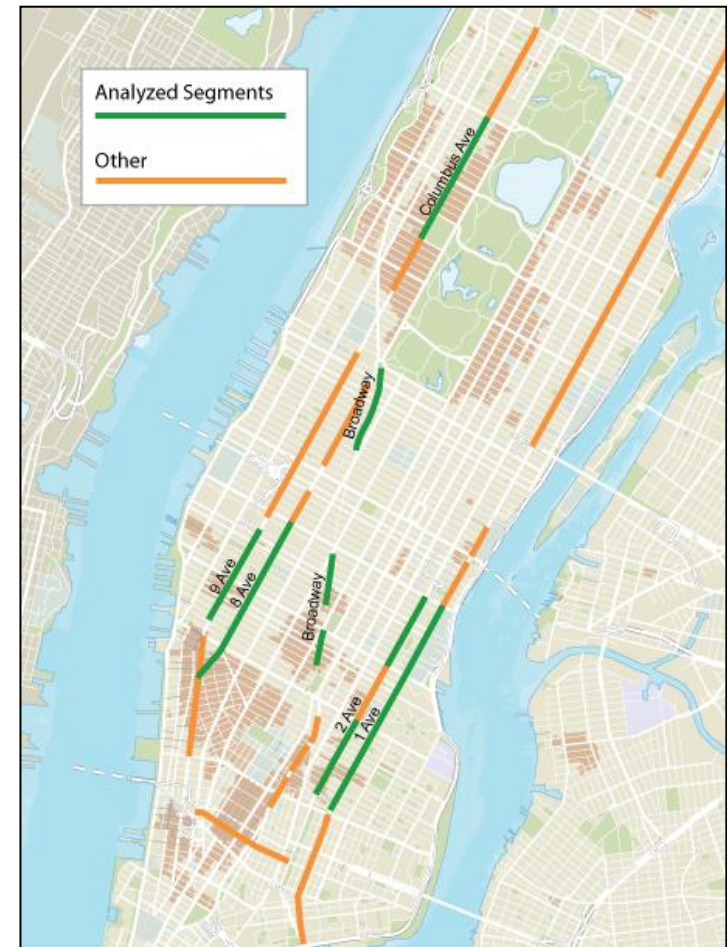 Analyzed Segments
Other
Columbus Ave
Broadway
9 Ave
8 Ave
Broadway
2 Ave
1 Ave